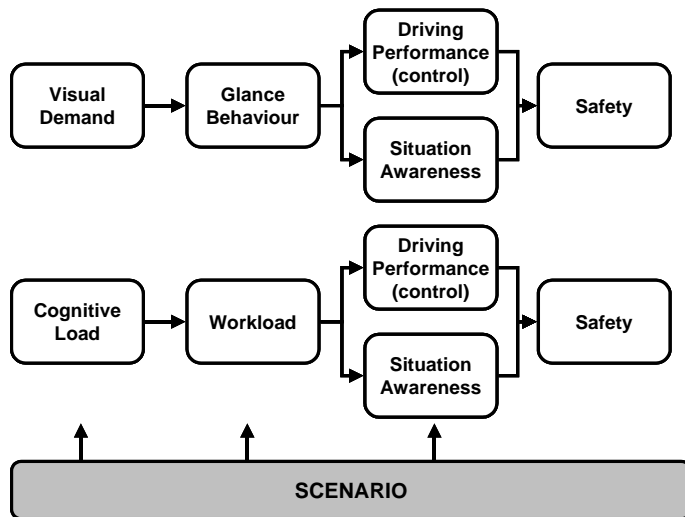 Visual
Demand
Glance
Behaviour
Driving
Performance
(control)
Situation
Awareness
Safety
Cognitive
Load
Workload
Driving
Performance
(control)
Situation
Awareness
Safety
SCENARIO